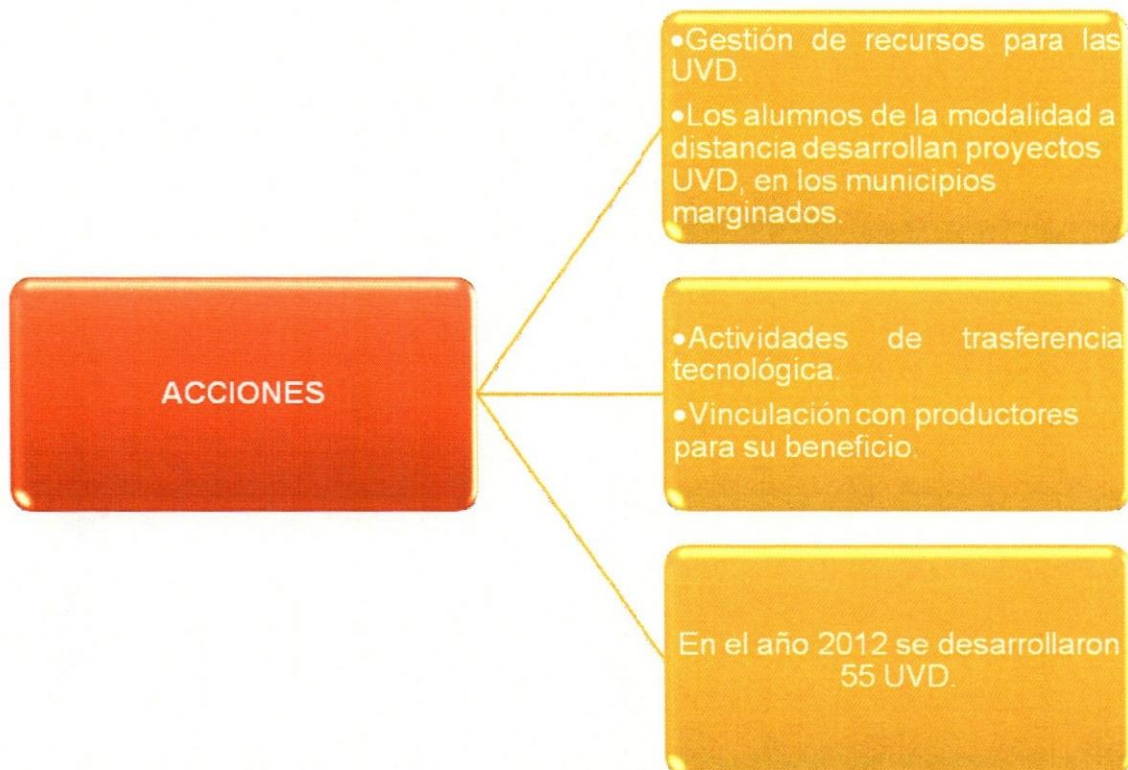 •Gestión de recursos para las
UVD.
•Los alumnos de la modalidad a
distancia desarrollan proyectos
UVD, en los municipios
marginados.
ACCIONES
•Actividades de trasferencia
tecnológica.
•Vinculación con productores
para su beneficio.
En el año 2012 se desarrollaron
55 UVD.